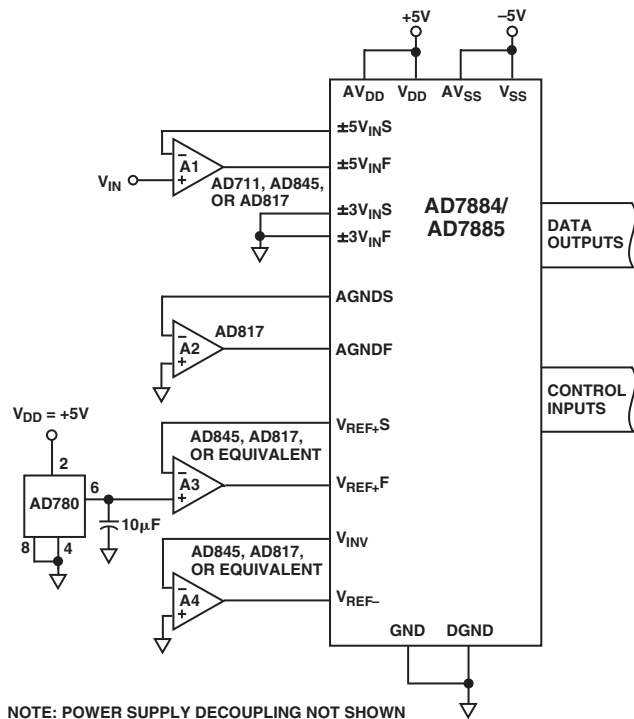 +5V
–5V
AVDD
VDD
AVSS
VSS
±5VINS
–
A1
+
VIN
±5VINF
AD711, AD845,
OR AD817
±3VINS
±3VINF
AD7884/
AD7885
DATA
OUTPUTS
AGNDS
–
A2
+
AD817
AGNDF
CONTROL
INPUTS
VDD = +5V
2
AD780
6
8
4
10μF
VREF+S
AD845, AD817,
OR EQUIVALENT
–
A3
+
VREF+F
VINV
AD845, AD817,
OR EQUIVALENT
–
A4
+
VREF–
GND
DGND
NOTE: POWER SUPPLY DECOUPLING NOT SHOWN